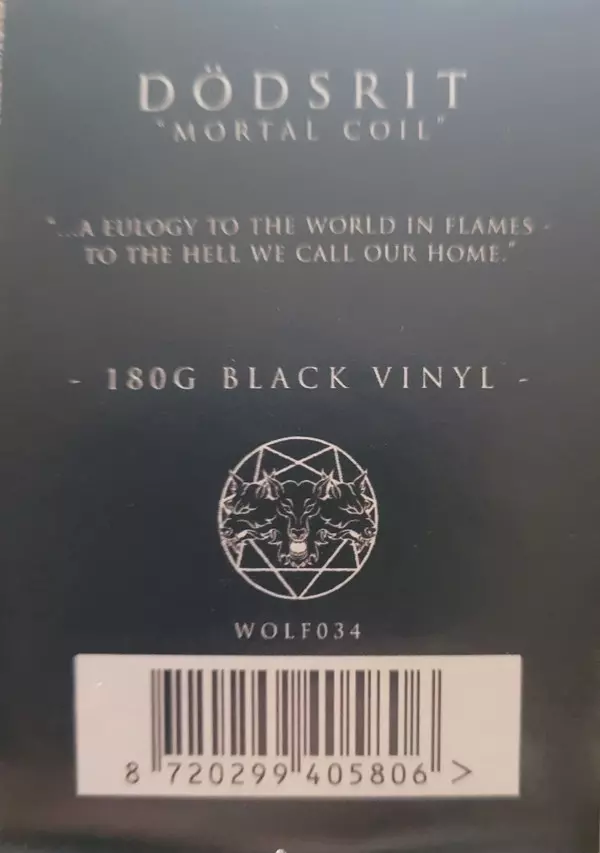 DÖDSRIT
"MORTAL COIL"
"...A EULOGY TO THE WORLD IN FLAMES -
TO THE HELL WE CALL OUR HOME."
- 180G BLACK VINYL -
WOLF034
8 720299 405806 >